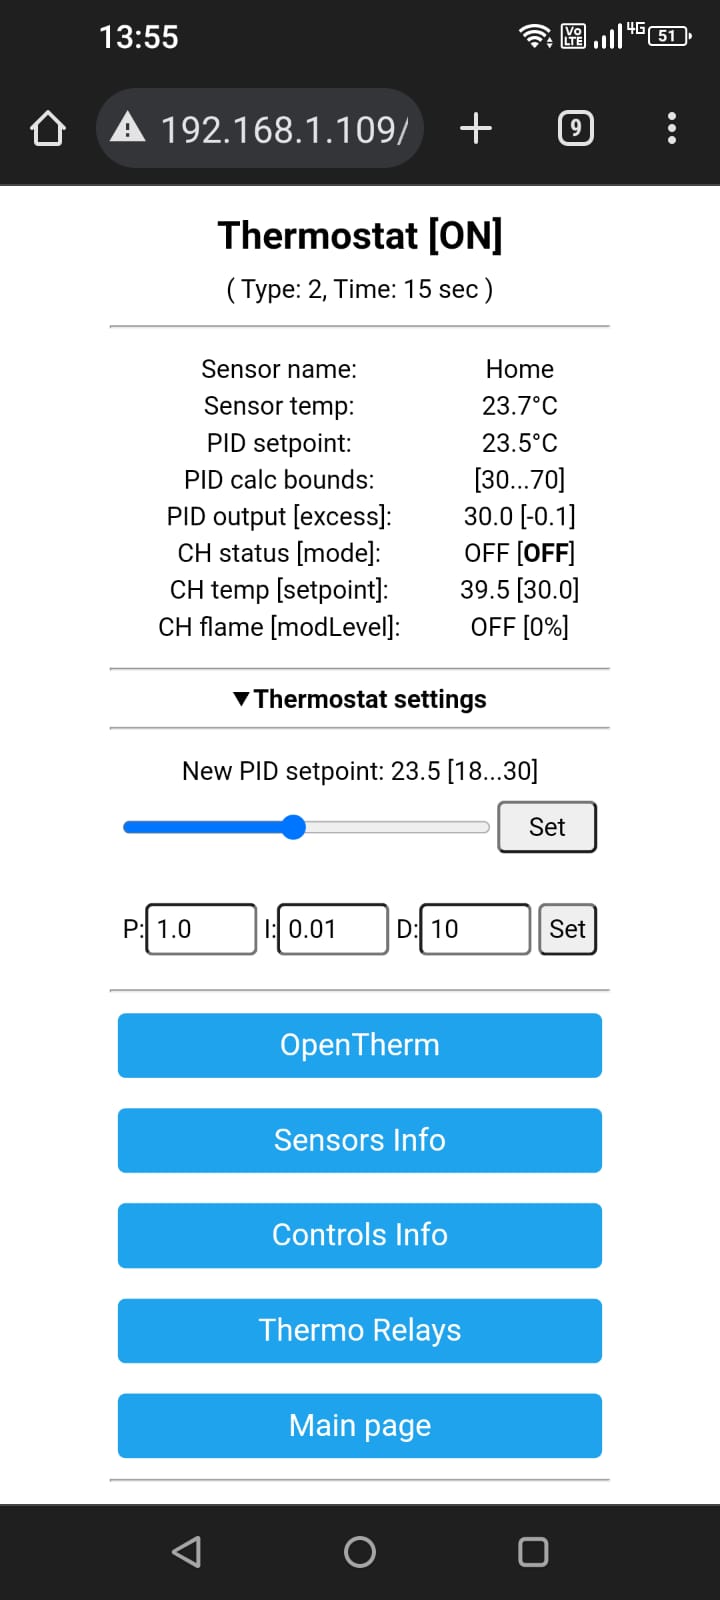 13:55
Vo LTE 4G 51
192.168.1.109/
9
Thermostat [ON]
( Type: 2, Time: 15 sec )
Sensor name: Home
Sensor temp: 23.7°C
PID setpoint: 23.5°C
PID calc bounds: [30...70]
PID output [excess]: 30.0 [-0.1]
CH status [mode]: OFF [OFF]
CH temp [setpoint]: 39.5 [30.0]
CH flame [modLevel]: OFF [0%]
▼Thermostat settings
New PID setpoint: 23.5 [18...30]
Set
P: 1.0 I: 0.01 D: 10 Set
OpenTherm
Sensors Info
Controls Info
Thermo Relays
Main page